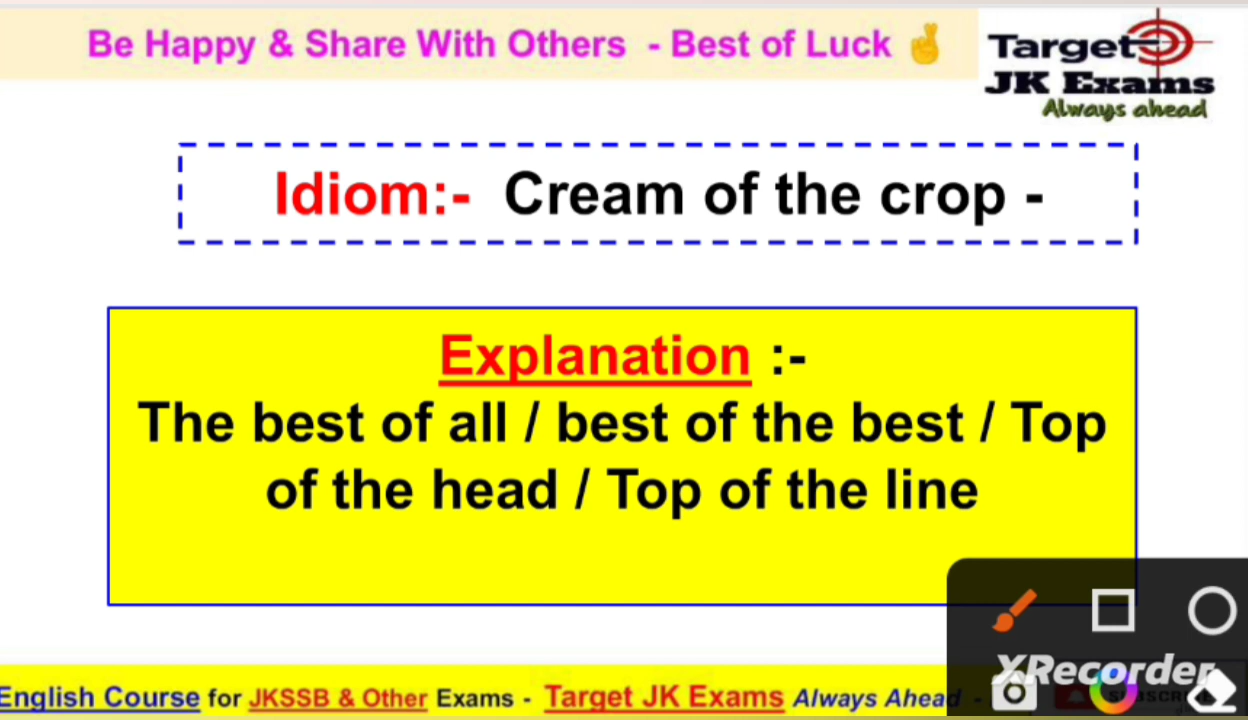 Be Happy & Share With Others - Best of Luck ✌
Target
JK Exams
Always ahead
Idiom:- Cream of the crop -
Explanation :-
The best of all / best of the best / Top
of the head / Top of the line
XRecorder
English Course for JKSSB & Other Exams - Target JK Exams Always Ahead -